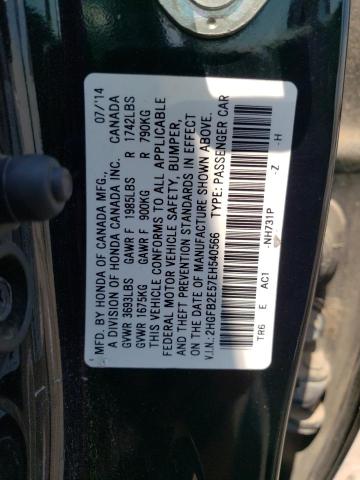 MFD. BY HONDA OF CANADA MFG., 07/'14
A DIVISION OF HONDA CANADA INC. CANADA
GVWR 3693LBS GAWR F 1985LBS R 1742LBS
GVWR 1675KG GAWR F 900KG R 790KG
THIS VEHICLE CONFORMS TO ALL APPLICABLE
FEDERAL MOTOR VEHICLE SAFETY, BUMPER,
AND THEFT PREVENTION STANDARDS IN EFFECT
ON THE DATE OF MANUFACTURE SHOWN ABOVE.
V.I.N.: 2HGFB2E57EH540566 TYPE: PASSENGER CAR
TR6 E AC1 -NH731P -Z -H